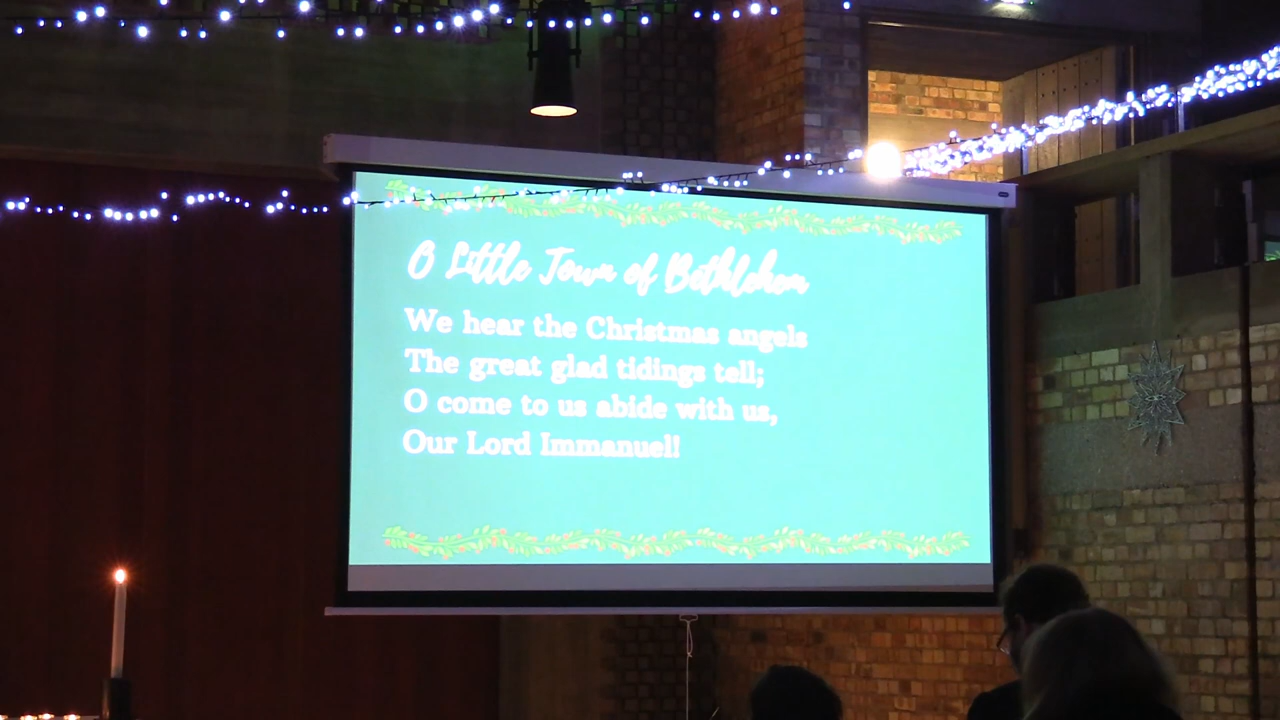 O Little Town of Bethlehem
We hear the Christmas angels
The great glad tidings tell;
O come to us abide with us,
Our Lord Immanuel!